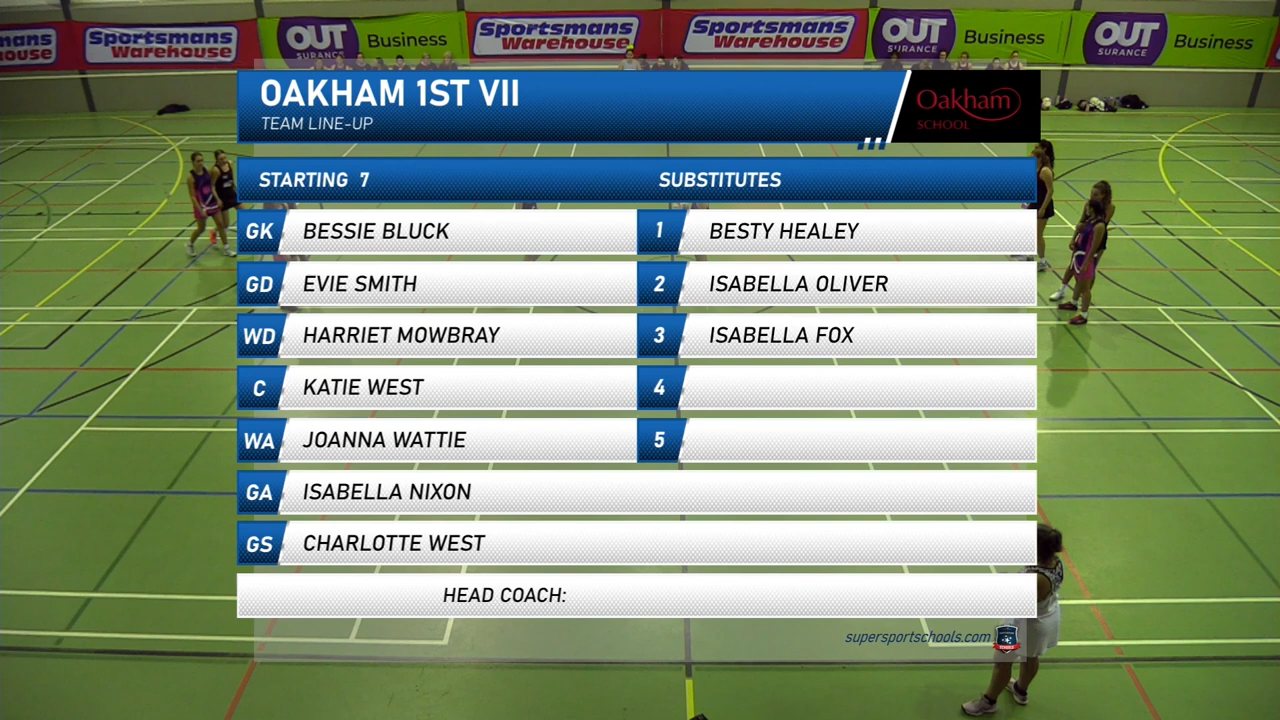 mans Warehouse
Sportsmans Warehouse
OUT SURANCE Business
Sportsmans Warehouse
Sportsmans Warehouse
OUT SURANCE Business
OUT SURANCE Business
OAKHAM 1ST VII
TEAM LINE-UP
Oakham
SCHOOL
STARTING 7
SUBSTITUTES
GK BESSIE BLUCK
1 BESTY HEALEY
GD EVIE SMITH
2 ISABELLA OLIVER
WD HARRIET MOWBRAY
3 ISABELLA FOX
C KATIE WEST
4
WA JOANNA WATTIE
5
GA ISABELLA NIXON
GS CHARLOTTE WEST
HEAD COACH:
supersportschools.com